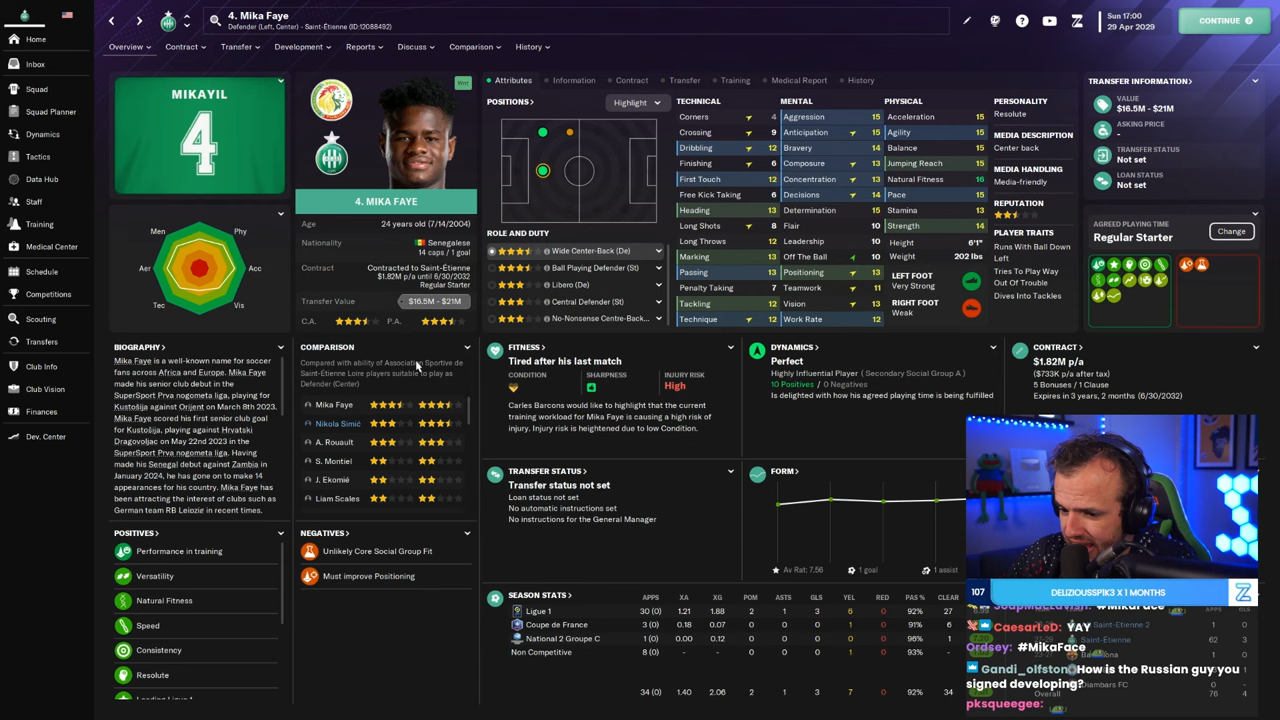 4. Mika Faye
Defender (Left, Center) - Saint-Étienne (ID:12088492)
Sun 17:00
29 Apr 2029
CONTINUE
Overview
Contract
Transfer
Development
Reports
Discuss
Comparison
History
Home
Inbox
Squad
Squad Planner
Dynamics
Tactics
Data Hub
Staff
Training
Medical Center
Schedule
Competitions
Scouting
Transfers
Club Info
Club Vision
Finances
Dev. Center
MIKAYIL
4
Men Phy
Aer Acc
Tec Vis
Wnt
4. MIKA FAYE
Age 24 years old (7/14/2004)
Nationality Senegalese
14 caps / 1 goal
Contract Contracted to Saint-Étienne
$1.82M p/a until 6/30/2032
Regular Starter
Transfer Value $16.5M - $21M
C.A. P.A.
Attributes Information Contract Transfer Training Medical Report History
POSITIONS Highlight
ROLE AND DUTY
Wide Center-Back (De)
Ball Playing Defender (St)
Libero (De)
Central Defender (St)
No-Nonsense Centre-Back...
TECHNICAL
Corners 4
Crossing 9
Dribbling 12
Finishing 6
First Touch 12
Free Kick Taking 6
Heading 13
Long Shots 8
Long Throws 12
Marking 13
Passing 13
Penalty Taking 7
Tackling 12
Technique 12
MENTAL
Aggression 15
Anticipation 15
Bravery 14
Composure 13
Concentration 13
Decisions 14
Determination 15
Flair 10
Leadership 10
Off The Ball 10
Positioning 13
Teamwork 11
Vision 13
Work Rate 12
PHYSICAL
Acceleration 15
Agility 15
Balance 15
Jumping Reach 15
Natural Fitness 16
Pace 15
Stamina 13
Strength 14
Height 6'1"
Weight 202 lbs
LEFT FOOT
Very Strong
RIGHT FOOT
Weak
PERSONALITY
Resolute
MEDIA DESCRIPTION
Center back
MEDIA HANDLING
Media-friendly
REPUTATION
PLAYER TRAITS
Runs With Ball Down
Left
Tries To Play Way
Out Of Trouble
Dives Into Tackles
TRANSFER INFORMATION
VALUE
$16.5M - $21M
ASKING PRICE
-
TRANSFER STATUS
Not set
LOAN STATUS
Not set
AGREED PLAYING TIME
Regular Starter
Change
BIOGRAPHY
Mika Faye is a well-known name for soccer
fans across Africa and Europe. Mika Faye
made his senior club debut in the
SuperSport Prva nogometna liga, playing for
Kustošija against Orijent on March 8th 2023.
Mika Faye scored his first senior club goal
for Kustošija, playing against Hrvatski
Dragovoljac on May 22nd 2023 in the
SuperSport Prva nogometna liga. Having
made his Senegal debut against Zambia in
January 2024, he has gone on to make 14
appearances for his country. Mika Faye has
been attracting the interest of clubs such as
German team RB Leipzig in recent times.
COMPARISON
Compared with ability of Association Sportive de
Saint-Étienne Loire players suitable to play as
Defender (Center)
Mika Faye
Nikola Simić
A. Rouault
S. Montiel
J. Ekomié
Liam Scales
POSITIVES
Performance in training
Versatility
Natural Fitness
Speed
Consistency
Resolute
NEGATIVES
Unlikely Core Social Group Fit
Must improve Positioning
FITNESS
Tired after his last match
CONDITION SHARPNESS INJURY RISK
High
Carles Barcons would like to highlight that the current
training workload for Mika Faye is causing a high risk of
injury. Injury risk is heightened due to low Condition.
DYNAMICS
Perfect
Highly Influential Player ( Secondary Social Group A )
10 Positives / 0 Negatives
Is delighted with how his agreed playing time is being fulfilled
CONTRACT
$1.82M p/a
($733K p/a after tax)
5 Bonuses / 1 Clause
Expires in 3 years, 2 months (6/30/2032)
TRANSFER STATUS
Transfer status not set
Loan status not set
No automatic instructions set
No instructions for the General Manager
FORM
Av Rat: 7.56 1 goal 1 assist
SEASON STATS APPS XA XG POM ASTS GLS YEL RED PAS % CLEAR
Ligue 1 30 (0) 1.21 1.88 2 1 3 6 0 92% 27
Coupe de France 3 (0) 0.18 0.07 0 0 0 1 0 91% 6
National 2 Groupe C 1 (0) 0.00 0.12 0 0 0 0 0 96% 1
Non Competitive 8 (0) - - 0 0 0 1 0 93% -
34 (0) 1.40 2.06 2 1 3 7 0 92% 34
107 DELIZIOUSSP1K3 X 1 MONTHS
CaesarLeD: YAY
Ordsey: #MikaFace
Gandi_olfston: How is the Russian guy you
signed developing?
pksqueegee:
Saint-Étienne 2 1 0
Saint-Étienne 62 3
Diambars FC
Overall 76 4